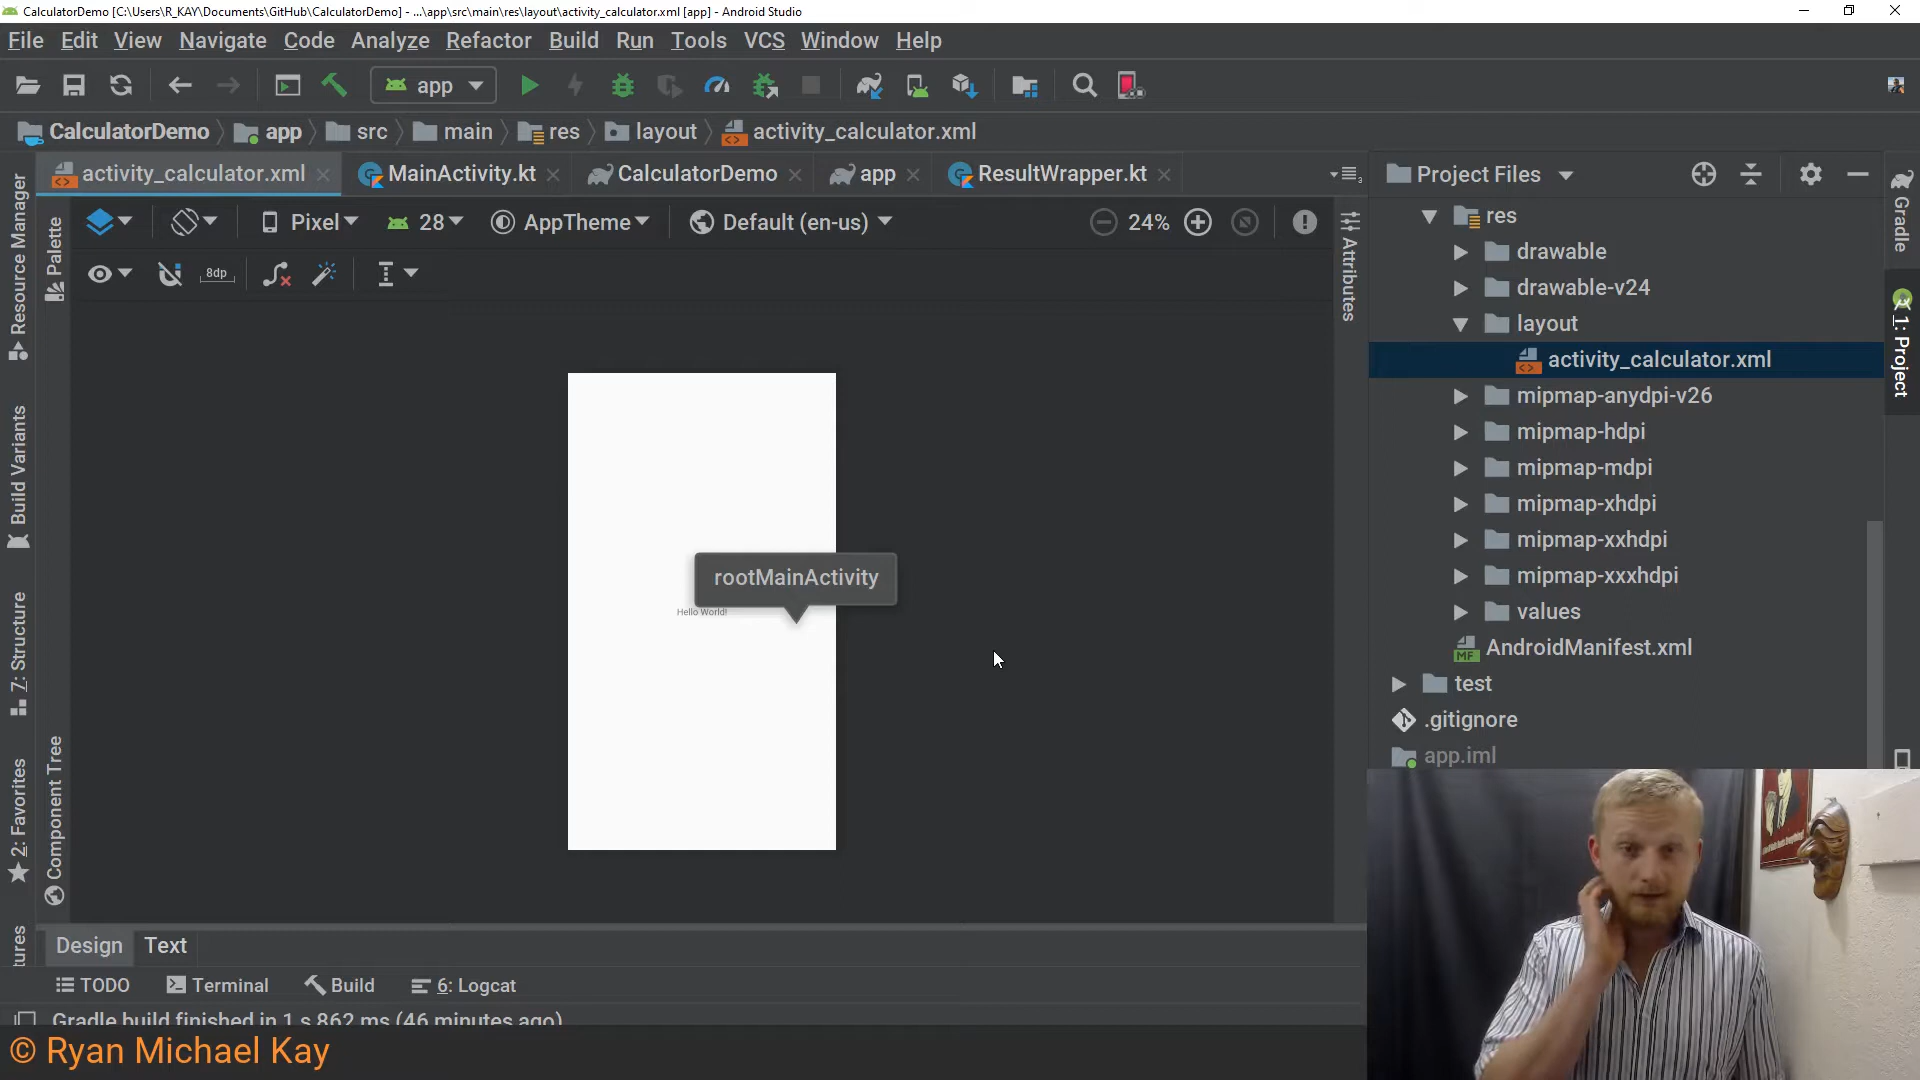 CalculatorDemo [C:\Users\R_KAY\Documents\GitHub\CalculatorDemo] - ...\app\src\main\res\layout\activity_calculator.xml [app] - Android Studio
File Edit View Navigate Code Analyze Refactor Build Run Tools VCS Window Help
app
CalculatorDemo app src main res layout activity_calculator.xml
activity_calculator.xml MainActivity.kt CalculatorDemo app ResultWrapper.kt
Project Files
Pixel 28 AppTheme Default (en-us) 24%
8dp
Resource Manager
Build Variants
7: Structure
2: Favorites
tures
Palette
Component Tree
Attributes
Gradle
1: Project
rootMainActivity
Hello World!
res
drawable
drawable-v24
layout
activity_calculator.xml
mipmap-anydpi-v26
mipmap-hdpi
mipmap-mdpi
mipmap-xhdpi
mipmap-xxhdpi
mipmap-xxxhdpi
values
MF AndroidManifest.xml
test
.gitignore
app.iml
Design Text
TODO Terminal Build 6: Logcat
Gradle build finished in 1 s 862 ms (46 minutes ago)
© Ryan Michael Kay